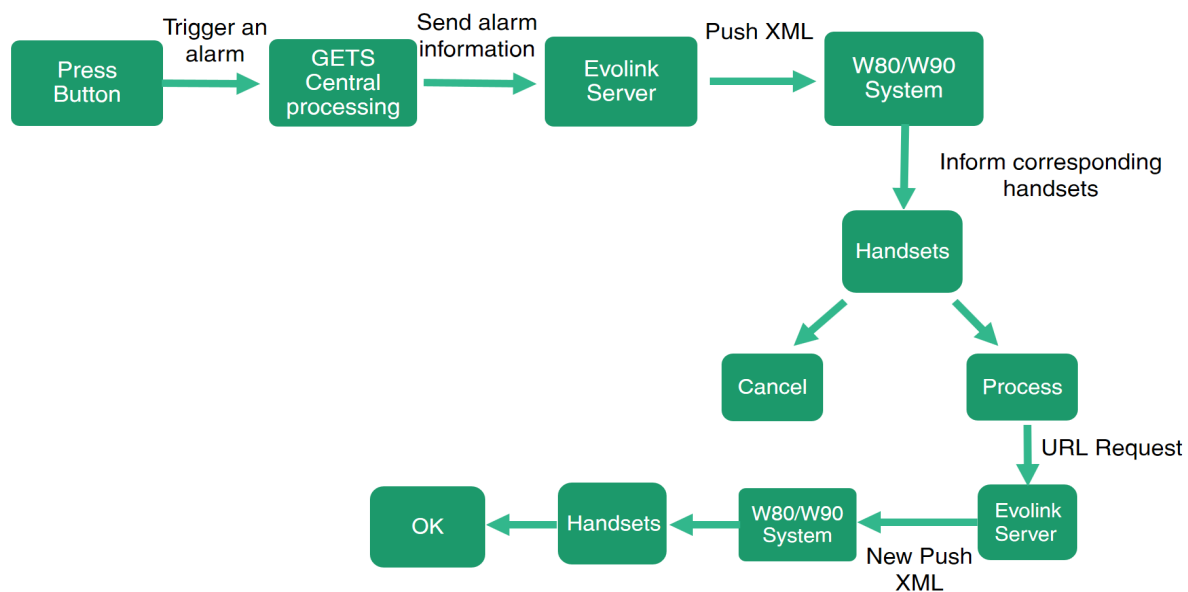 Press
Button
Trigger an
alarm
GETS
Central
processing
Send alarm
information
Evolink
Server
Push XML
W80/W90
System
Inform corresponding
handsets
Handsets
Cancel
Process
URL Request
Evolink
Server
New Push
XML
W80/W90
System
Handsets
OK